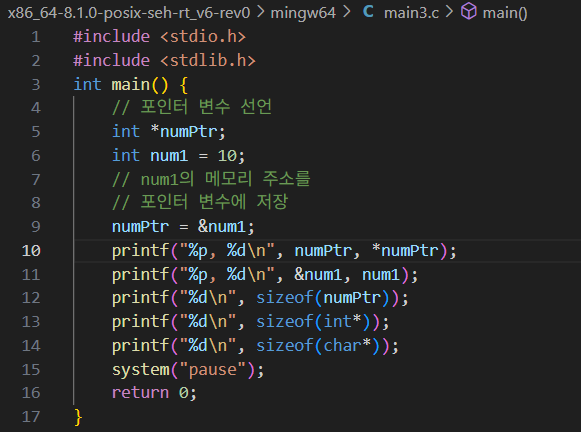 x86_64-8.1.0-posix-seh-rt_v6-rev0 > mingw64 > C main3.c > main()
1 #include <stdio.h>
2 #include <stdlib.h>
3 int main() {
4 // 포인터 변수 선언
5 int *numPtr;
6 int num1 = 10;
7 // num1의 메모리 주소를
8 // 포인터 변수에 저장
9 numPtr = &num1;
10 printf("%p, %d\n", numPtr, *numPtr);
11 printf("%p, %d\n", &num1, num1);
12 printf("%d\n", sizeof(numPtr));
13 printf("%d\n", sizeof(int*));
14 printf("%d\n", sizeof(char*));
15 system("pause");
16 return 0;
17 }